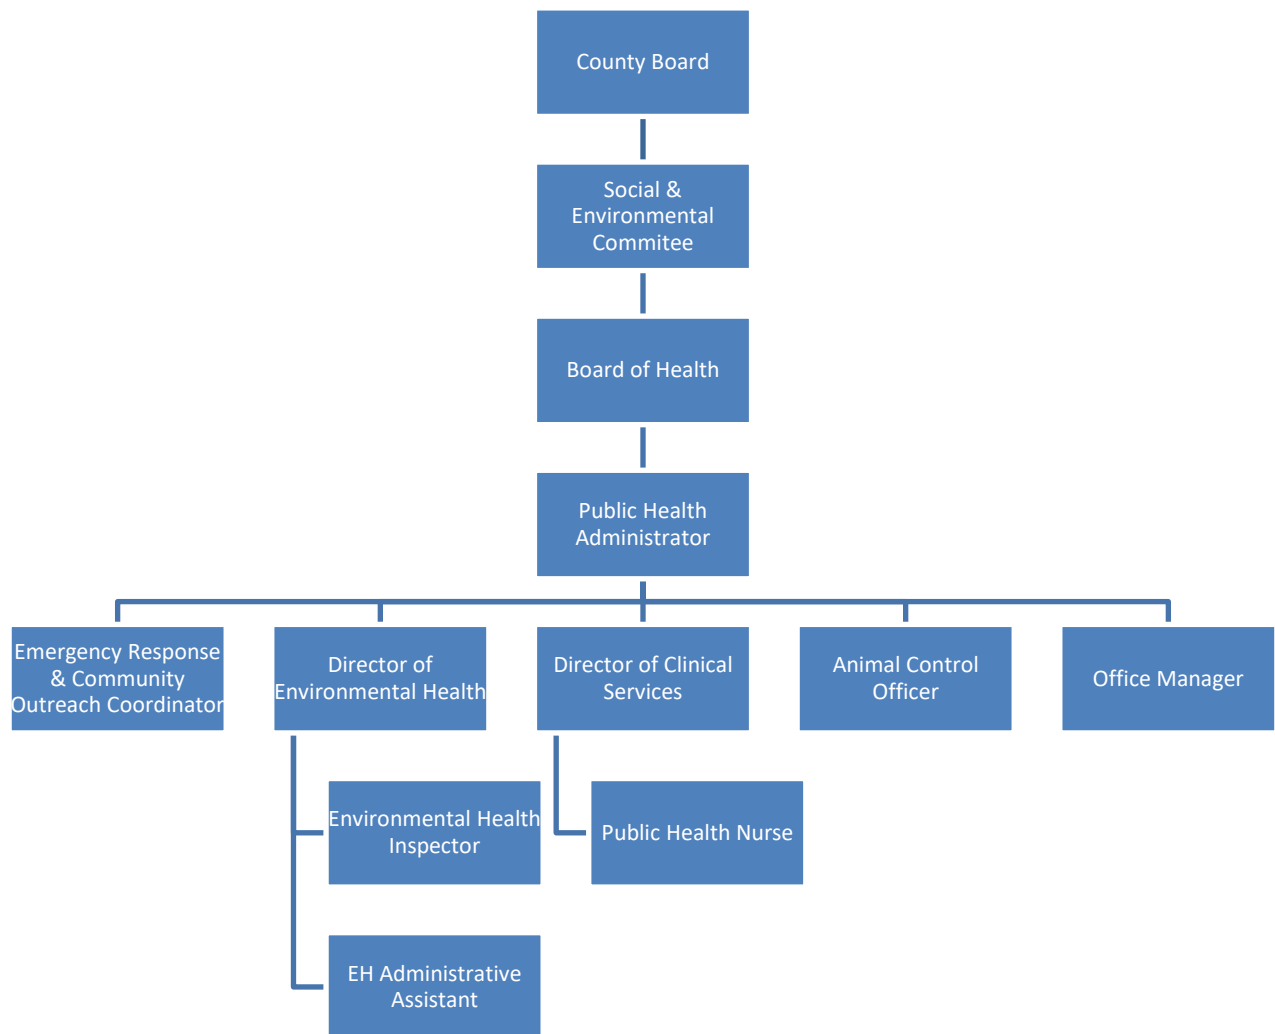 County Board
Social &
Environmental
Commitee
Board of Health
Public Health
Administrator
Emergency Response
& Community
Outreach Coordinator
Director of
Environmental Health
Director of Clinical
Services
Animal Control
Officer
Office Manager
Environmental Health
Inspector
Public Health Nurse
EH Administrative
Assistant